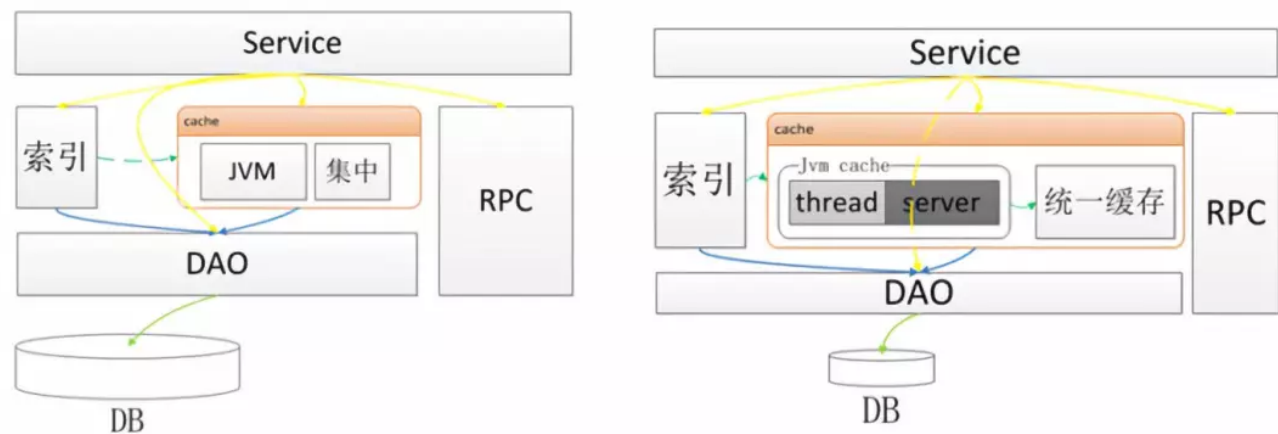 Service
cache
索引
JVM
集中
RPC
DAO
DB
Service
cache
索引
Jvm cache
thread
server
统一缓存
RPC
DAO
DB